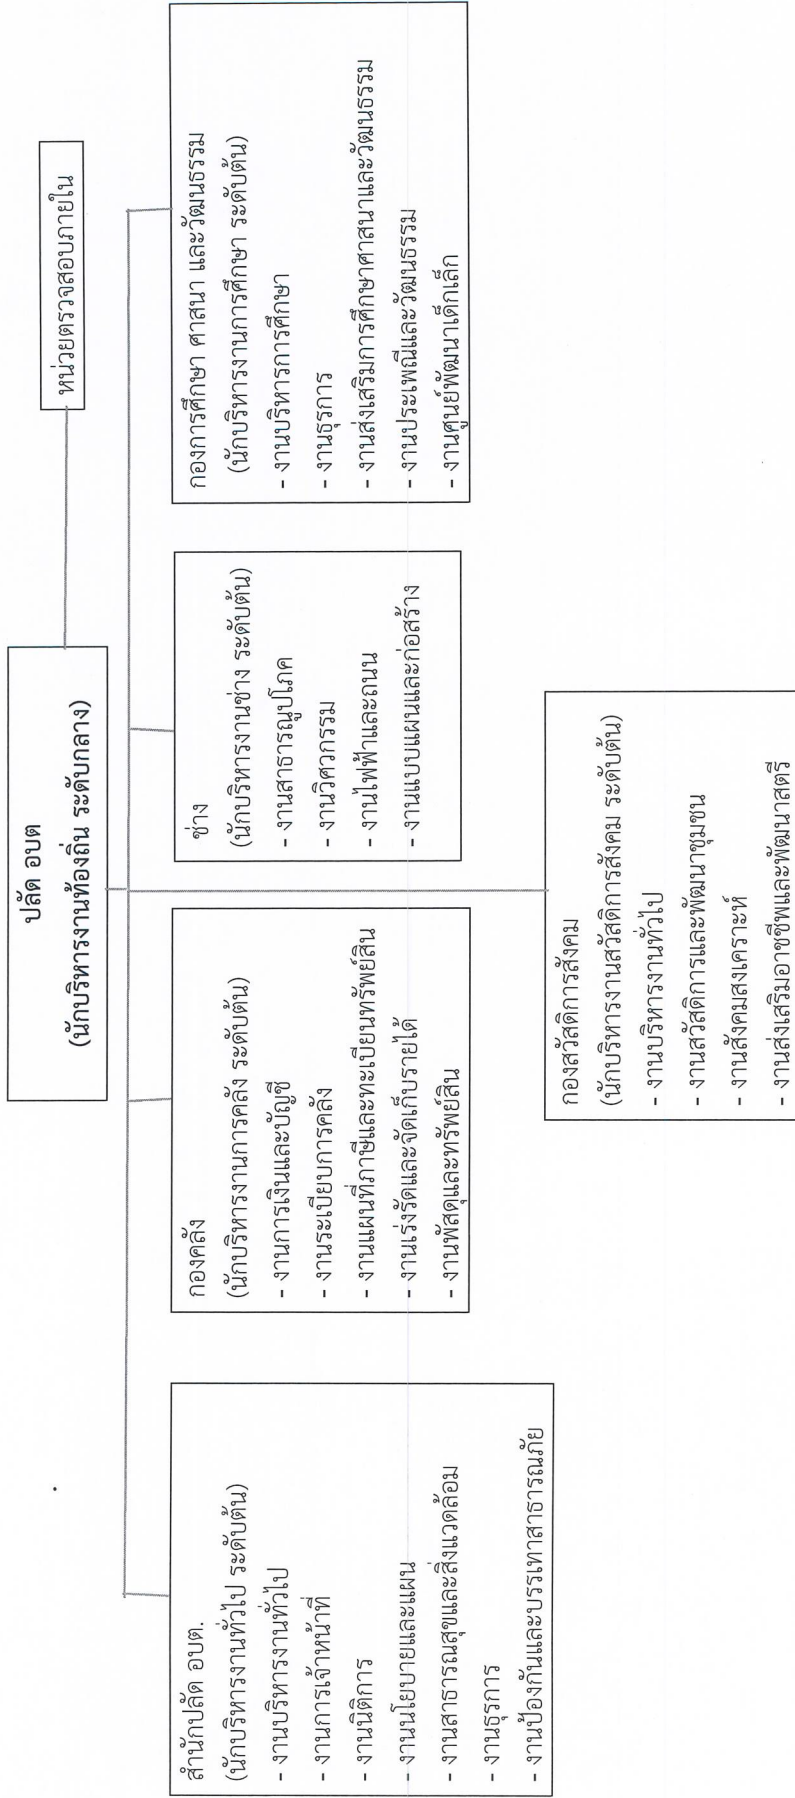 ปลัด อบต
(นักบริหารงานท้องถิ่น ระดับกลาง)
หน่วยตรวจสอบภายใน
สำนักปลัด อบต.
(นักบริหารงานทั่วไป ระดับต้น)
- งานบริหารงานทั่วไป
- งานการเจ้าหน้าที่
- งานนิติการ
- งานนโยบายและแผน
- งานสาธารณสุขและสิ่งแวดล้อม
- งานธุรการ
- งานป้องกันและบรรเทาสาธารณภัย
กองคลัง
(นักบริหารงานการคลัง ระดับต้น)
- งานการเงินและบัญชี
- งานระเบียบการคลัง
- งานแผนที่ภาษีและทะเบียนทรัพย์สิน
- งานเร่งรัดและจัดเก็บรายได้
- งานพัสดุและทรัพย์สิน
ช่าง
(นักบริหารงานช่าง ระดับต้น)
- งานสาธารณูปโภค
- งานวิศวกรรม
- งานไฟฟ้าและถนน
- งานแบบแผนและก่อสร้าง
กองการศึกษา ศาสนา และวัฒนธรรม
(นักบริหารงานการศึกษา ระดับต้น)
- งานบริหารการศึกษา
- งานธุรการ
- งานส่งเสริมการศึกษาศาสนาและวัฒนธรรม
- งานประเพณีและวัฒนธรรม
- งานศูนย์พัฒนาเด็กเล็ก
กองสวัสดิการสังคม
(นักบริหารงานสวัสดิการสังคม ระดับต้น)
- งานบริหารงานทั่วไป
- งานสวัสดิการและพัฒนาชุมชน
- งานสังคมสงเคราะห์
- งานส่งเสริมอาชีพและพัฒนาสตรี